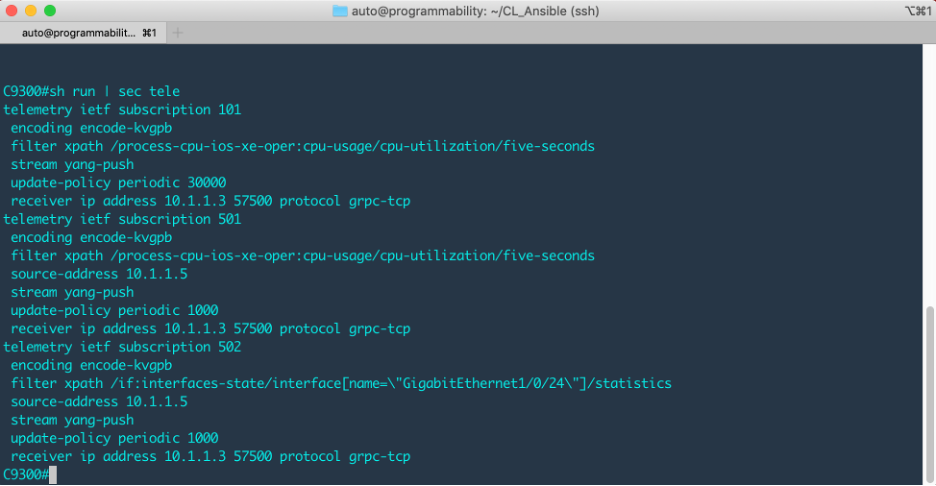 auto@programmability: ~/CL_Ansible (ssh)
⌥⌘1
auto@programmabilit... ⌘1
C9300#sh run | sec tele
telemetry ietf subscription 101
 encoding encode-kvgpb
 filter xpath /process-cpu-ios-xe-oper:cpu-usage/cpu-utilization/five-seconds
 stream yang-push
 update-policy periodic 30000
 receiver ip address 10.1.1.3 57500 protocol grpc-tcp
telemetry ietf subscription 501
 encoding encode-kvgpb
 filter xpath /process-cpu-ios-xe-oper:cpu-usage/cpu-utilization/five-seconds
 source-address 10.1.1.5
 stream yang-push
 update-policy periodic 1000
 receiver ip address 10.1.1.3 57500 protocol grpc-tcp
telemetry ietf subscription 502
 encoding encode-kvgpb
 filter xpath /if:interfaces-state/interface[name=\"GigabitEthernet1/0/24\"]/statistics
 source-address 10.1.1.5
 stream yang-push
 update-policy periodic 1000
 receiver ip address 10.1.1.3 57500 protocol grpc-tcp
C9300#